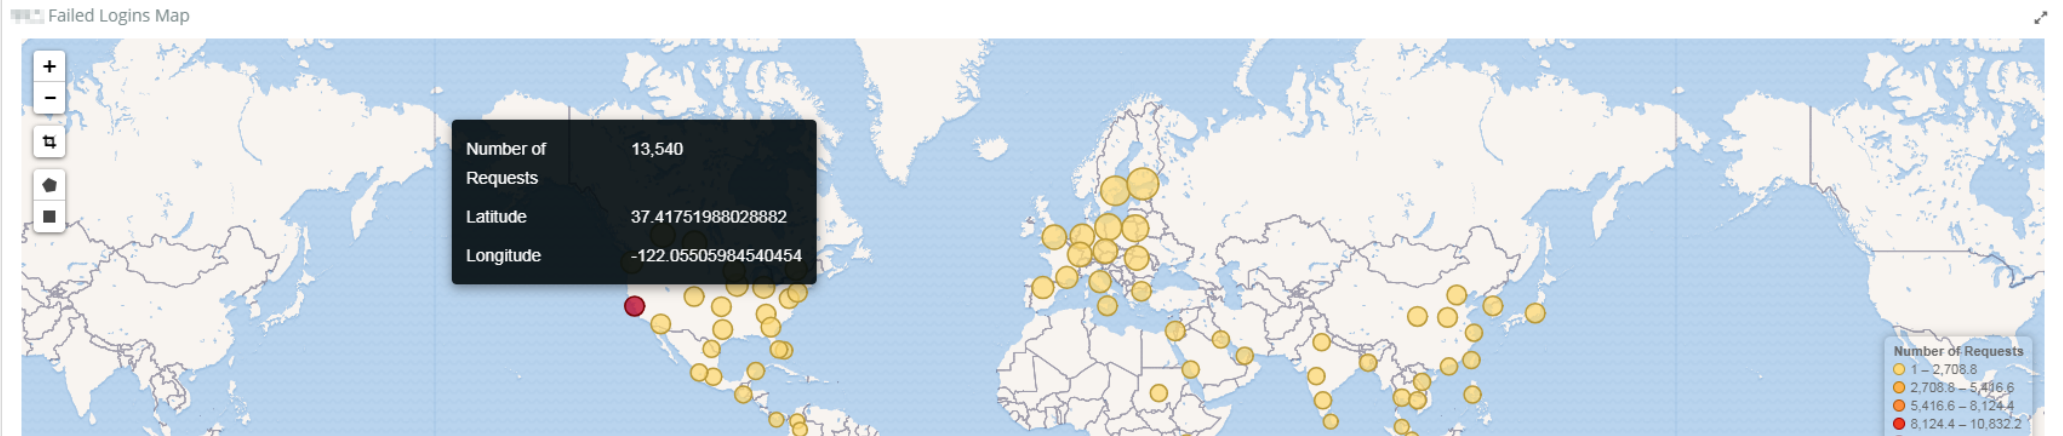 Failed Logins Map
+
−
Number of Requests 13,540
Latitude 37.41751988028882
Longitude -122.05505984540454
Number of Requests
1 – 2,708.8
2,708.8 – 5,416.6
5,416.6 – 8,124.4
8,124.4 – 10,832.2